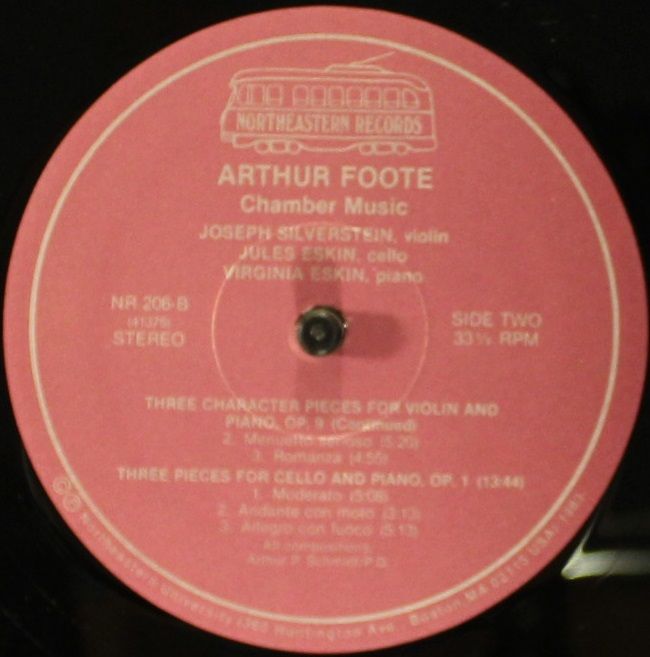 NORTHEASTERN RECORDS
ARTHUR FOOTE
Chamber Music
JOSEPH SILVERSTEIN, violin
JULES ESKIN, cello
VIRGINIA ESKIN, piano
NR 206-B
(41375)
STEREO
SIDE TWO
33⅓ RPM
THREE CHARACTER PIECES FOR VIOLIN AND
PIANO, OP. 9 (Continued)
2. Menuetto serioso (5:20)
3. Romanza (4:55)
THREE PIECES FOR CELLO AND PIANO, OP. 1 (13:44)
1. Moderato (5:08)
2. Andante con moto (3:13)
3. Allegro con fuoco (5:13)
All compositions:
Arthur P. Schmidt/P.D.
© ℗ Northeastern University 1983 Huntington Ave. Boston MA 02115 USA, 1983.